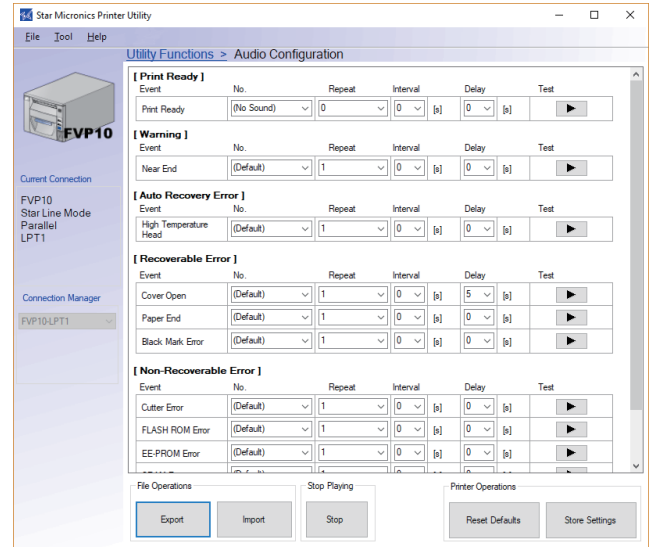 Star Micronics Printer Utility
File Tool Help
Utility Functions > Audio Configuration
FVP10
Current Connection
FVP10
Star Line Mode
Parallel
LPT1
Connection Manager
FVP10-LPT1
[ Print Ready ]
Event No. Repeat Interval Delay Test
Print Ready (No Sound) 0 0 [s] 0 [s]
[ Warning ]
Event No. Repeat Interval Delay Test
Near End (Default) 1 0 [s] 0 [s]
[ Auto Recovery Error ]
Event No. Repeat Interval Delay Test
High Temperature
Head (Default) 1 0 [s] 0 [s]
[ Recoverable Error ]
Event No. Repeat Interval Delay Test
Cover Open (Default) 1 0 [s] 5 [s]
Paper End (Default) 1 0 [s] 0 [s]
Black Mark Error (Default) 1 0 [s] 0 [s]
[ Non-Recoverable Error ]
Event No. Repeat Interval Delay Test
Cutter Error (Default) 1 0 [s] 0 [s]
FLASH ROM Error (Default) 1 0 [s] 0 [s]
EE-PROM Error (Default) 1 0 [s] 0 [s]
File Operations Stop Playing Printer Operations
Export Import Stop Reset Defaults Store Settings